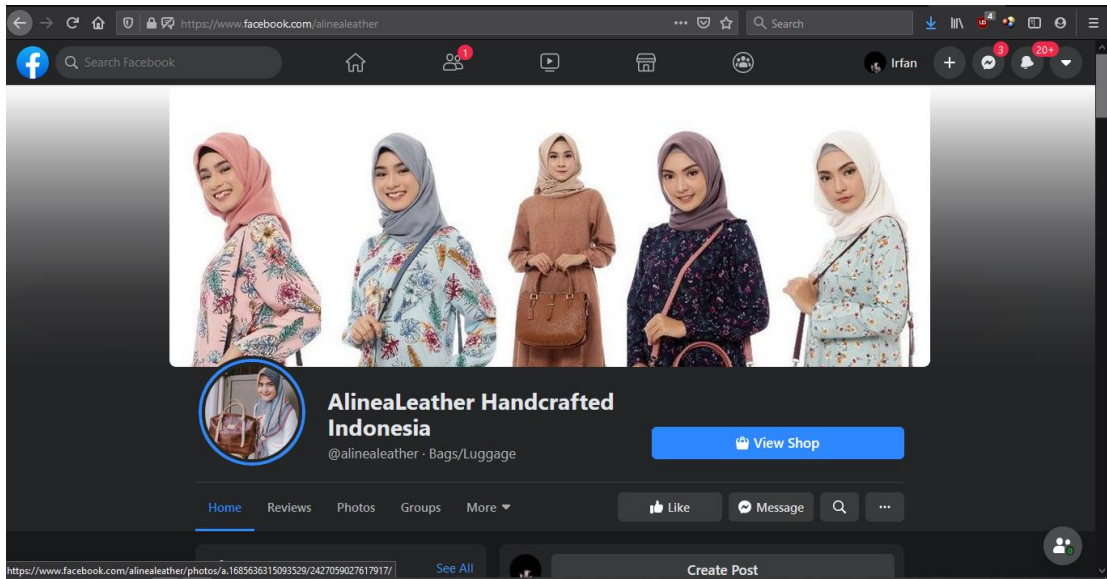 https://www.facebook.com/alinealeather
Search
4
Search Facebook
1
Irfan
3
20+
AlineaLeather Handcrafted
Indonesia
@alinealeather · Bags/Luggage
View Shop
Home
Reviews
Photos
Groups
More
Like
Message
0
See All
Create Post
https://www.facebook.com/alinealeather/photos/a.1685636315093529/2427059027617917/